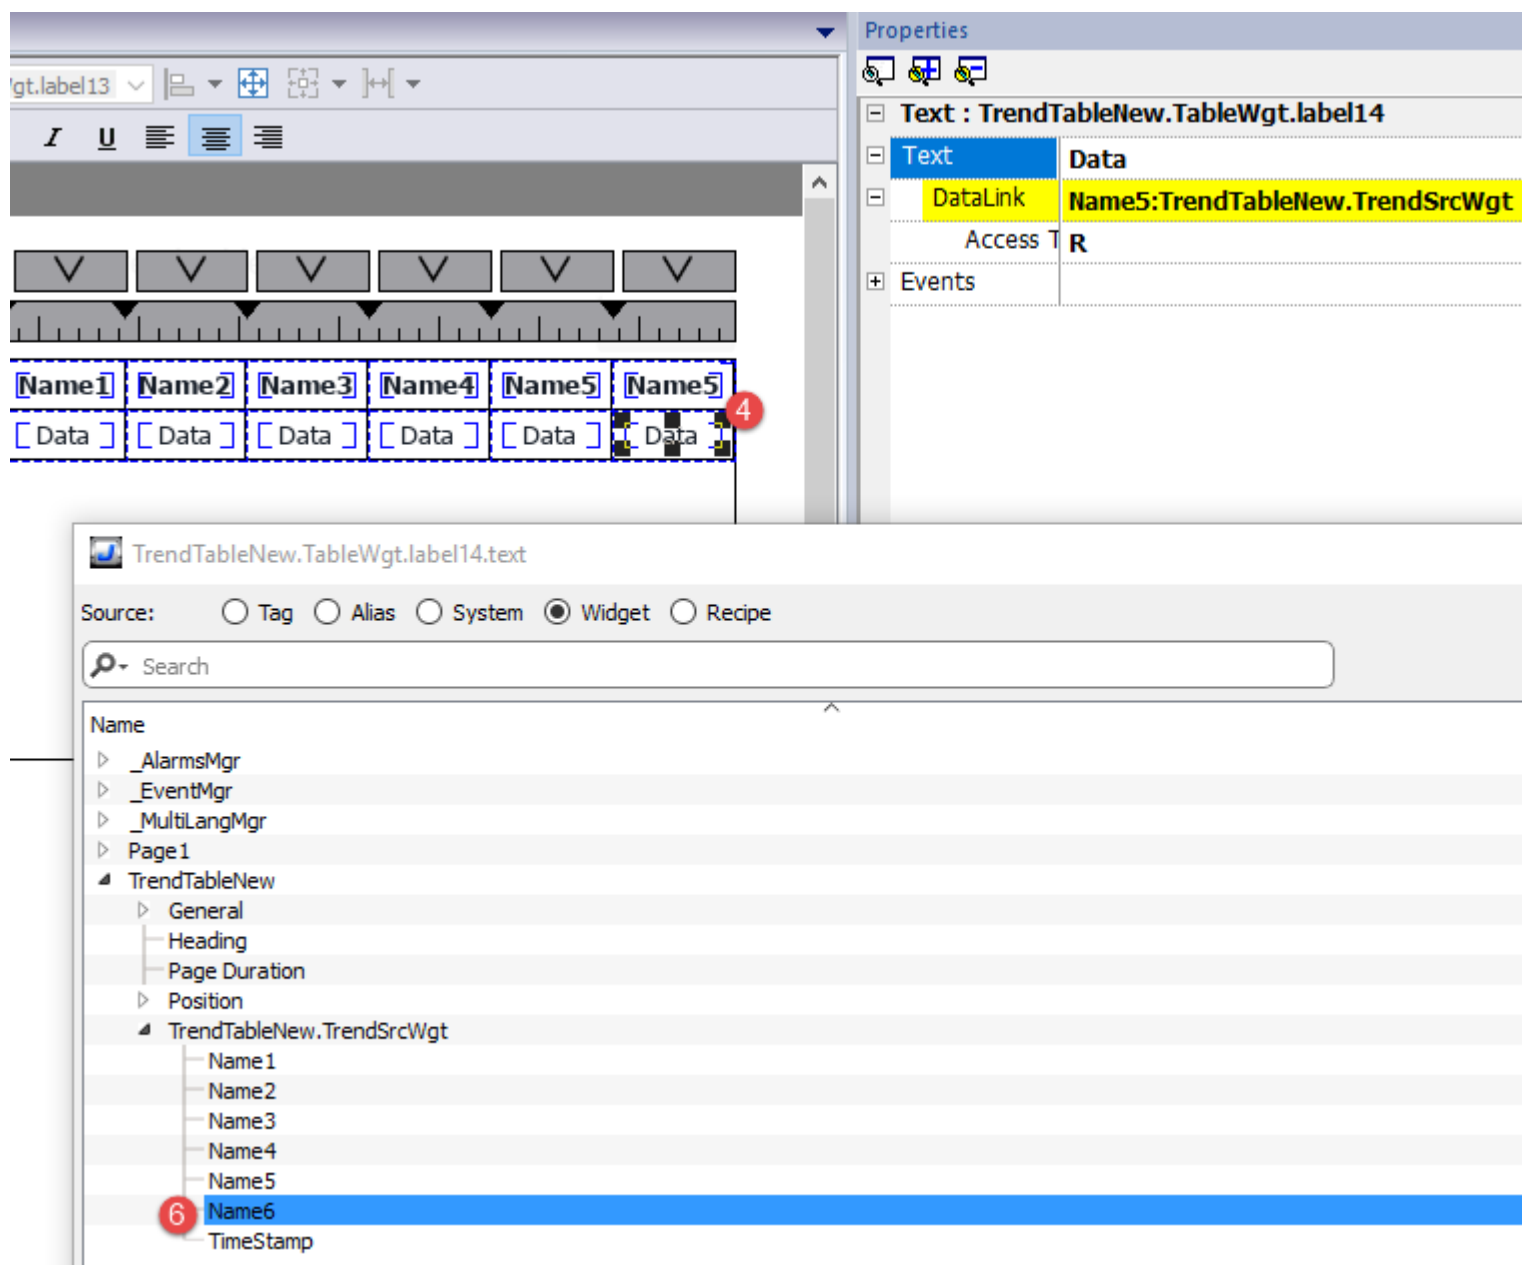 Properties
gt.label13
I U
Text : TrendTableNew.TableWgt.label14
Text Data
DataLink Name5:TrendTableNew.TrendSrcWgt
Access T R
Events
Name1 Name2 Name3 Name4 Name5 Name5
4
Data Data Data Data Data Data
TrendTableNew.TableWgt.label14.text
Source: Tag Alias System Widget Recipe
Search
Name
_AlarmsMgr
_EventMgr
_MultiLangMgr
Page1
TrendTableNew
General
Heading
Page Duration
Position
TrendTableNew.TrendSrcWgt
Name1
Name2
Name3
Name4
Name5
6 Name6
TimeStamp